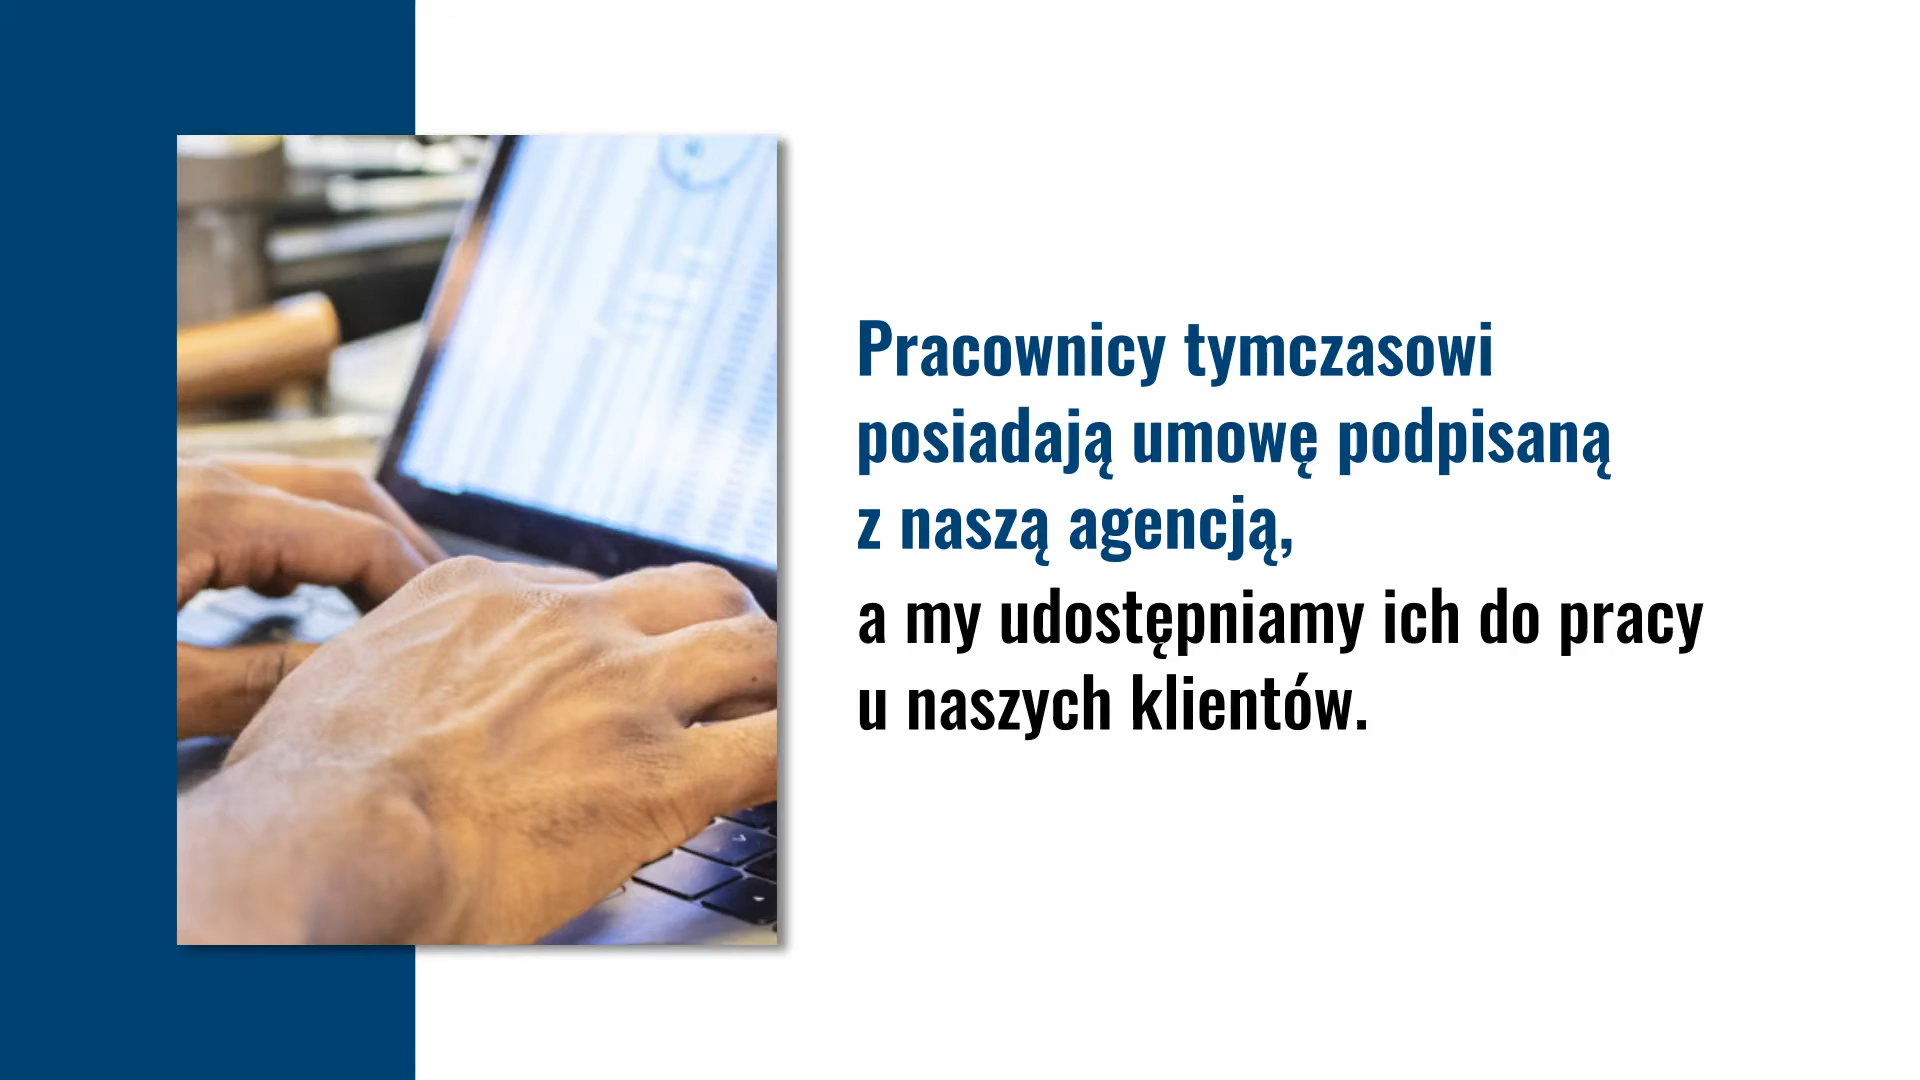 Pracownicy tymczasowi
posiadają umowę podpisaną
z naszą agencją,
a my udostępniamy ich do pracy
u naszych klientów.